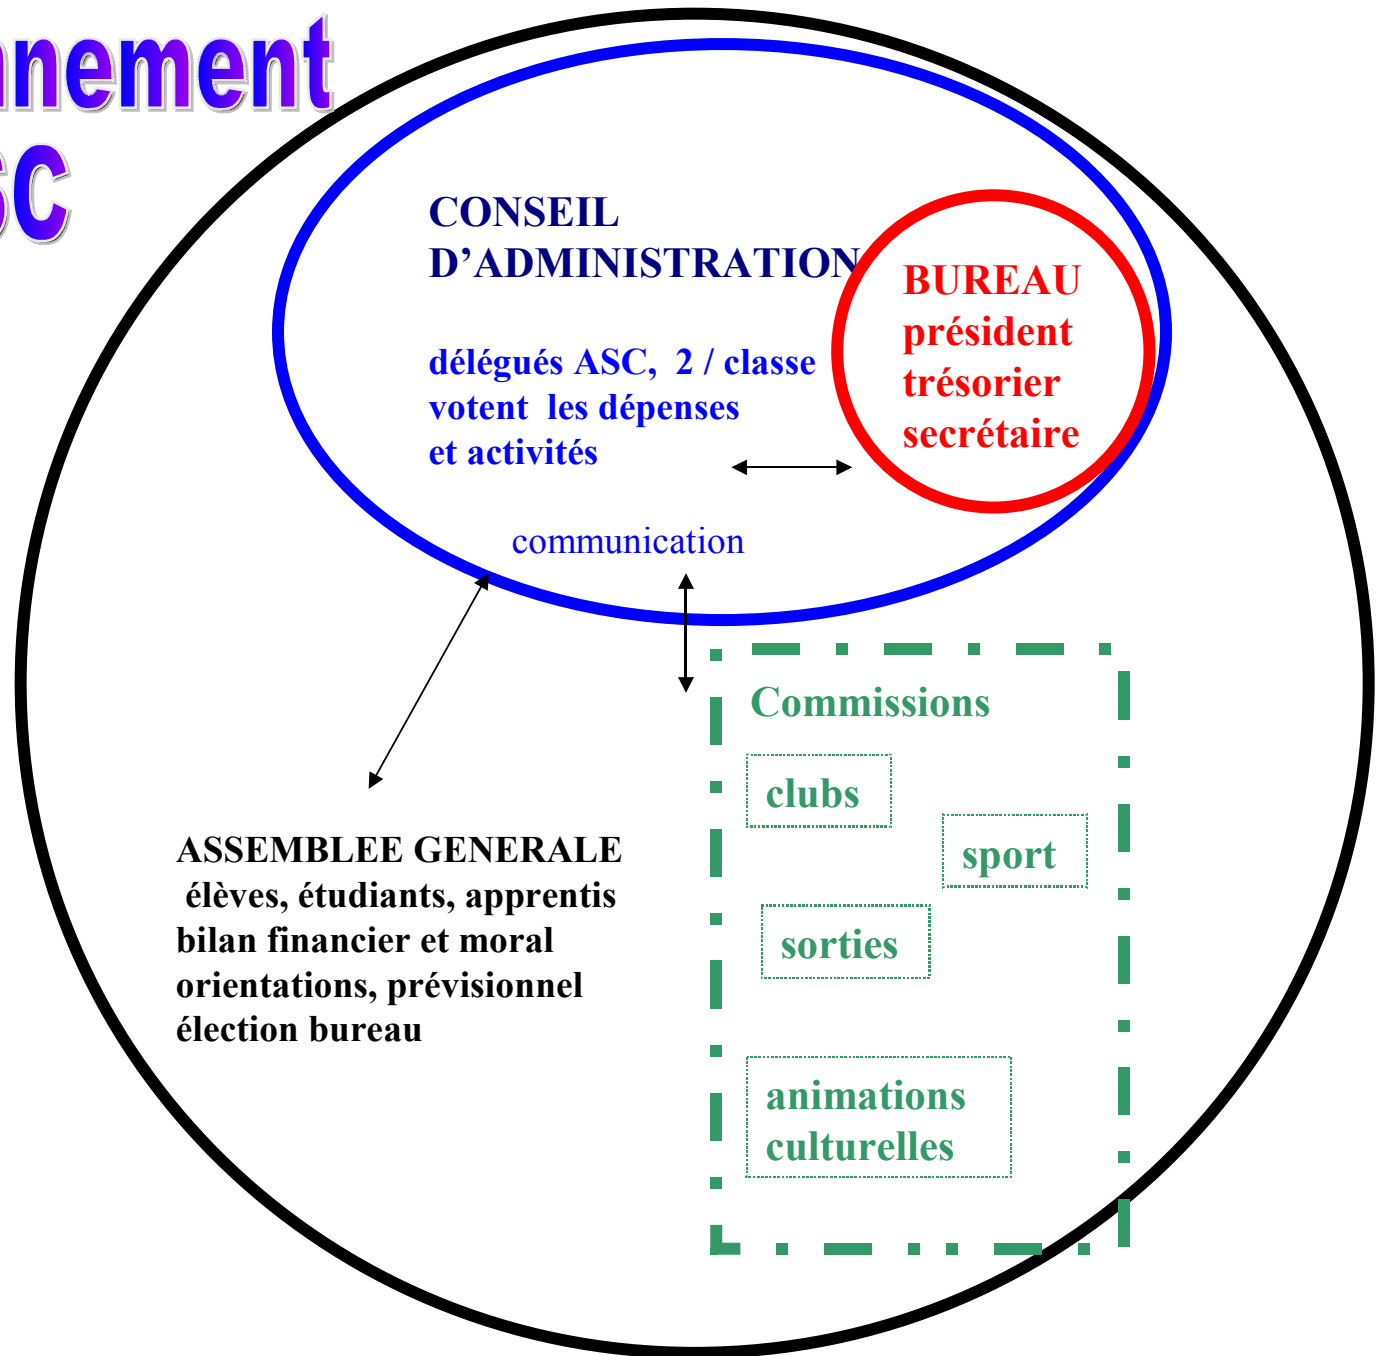 nnement
SC
CONSEIL
D’ADMINISTRATION
délégués ASC, 2 / classe
votent les dépenses
et activités
communication
BUREAU
président
trésorier
secrétaire
Commissions
clubs
sport
sorties
animations
culturelles
ASSEMBLEE GENERALE
élèves, étudiants, apprentis
bilan financier et moral
orientations, prévisionnel
élection bureau